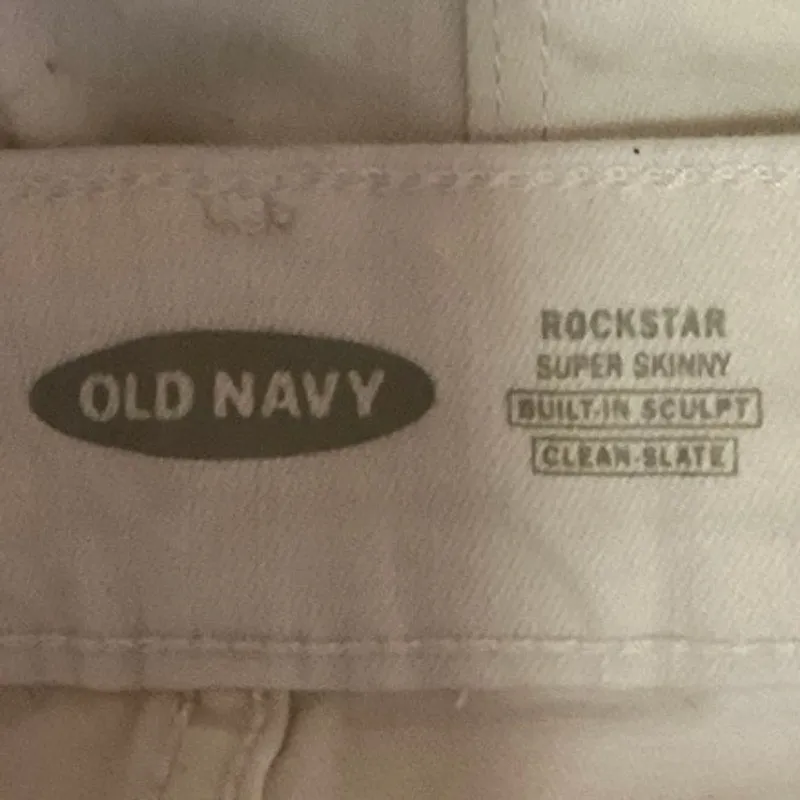 OLD NAVY
ROCKSTAR
SUPER SKINNY
BUILT-IN SCULPT
CLEAN-SLATE